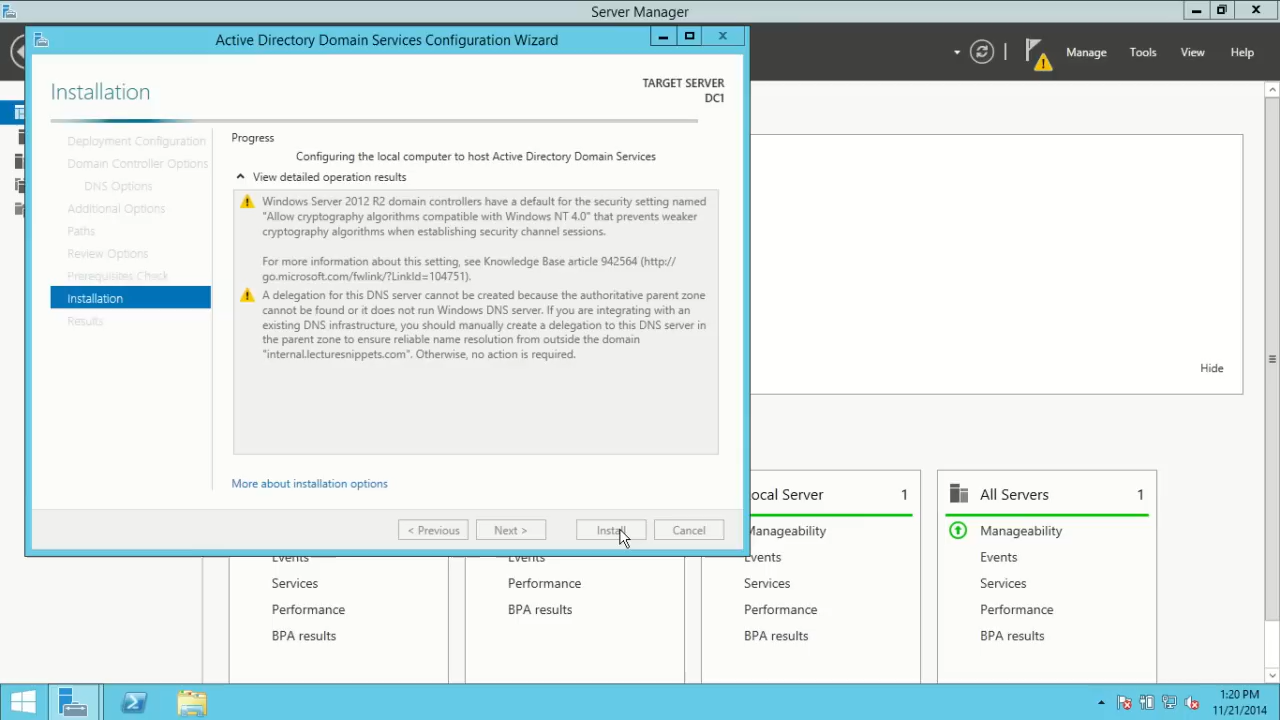 Server Manager
Manage Tools View Help
Active Directory Domain Services Configuration Wizard
Installation
TARGET SERVER
DC1
Deployment Configuration
Domain Controller Options
DNS Options
Additional Options
Paths
Review Options
Prerequisites Check
Installation
Results
Progress
Configuring the local computer to host Active Directory Domain Services
View detailed operation results
Windows Server 2012 R2 domain controllers have a default for the security setting named
"Allow cryptography algorithms compatible with Windows NT 4.0" that prevents weaker
cryptography algorithms when establishing security channel sessions.
For more information about this setting, see Knowledge Base article 942564 (http://
go.microsoft.com/fwlink/?LinkId=104751).
A delegation for this DNS server cannot be created because the authoritative parent zone
cannot be found or it does not run Windows DNS server. If you are integrating with an
existing DNS infrastructure, you should manually create a delegation to this DNS server in
the parent zone to ensure reliable name resolution from outside the domain
"internal.lecturesnippets.com". Otherwise, no action is required.
More about installation options
< Previous Next > Install Cancel
Hide
Events
Services
Performance
BPA results
Events
Performance
BPA results
ocal Server 1
Manageability
Events
Services
Performance
BPA results
All Servers 1
Manageability
Events
Services
Performance
BPA results
1:20 PM
11/21/2014